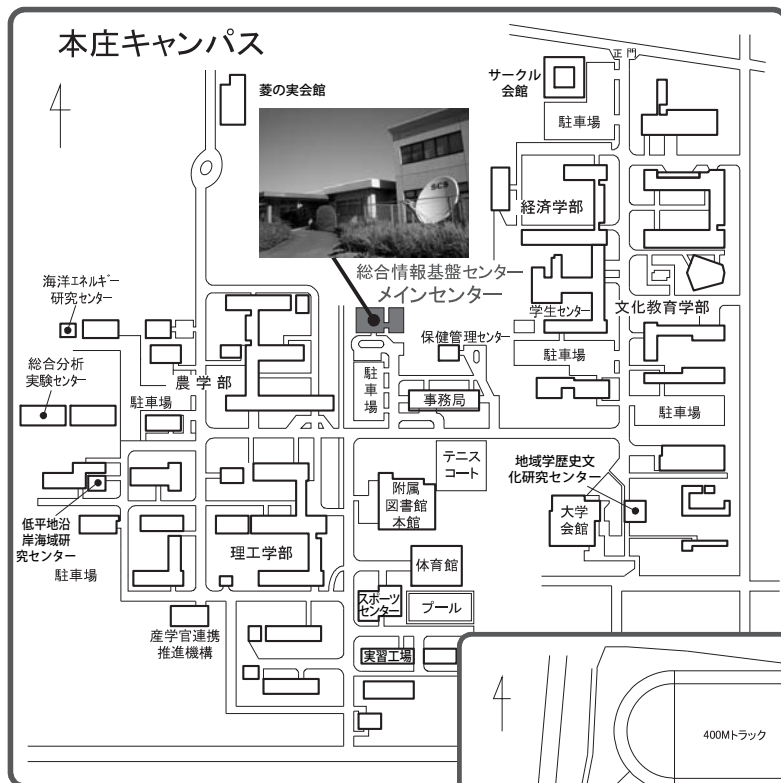 本庄キャンパス
正門
サークル
会館
菱の実会館
駐車場
SCS
経済学部
総合情報基盤センター
メインセンター
海洋エネルギー
研究センター
学生センター
文化教育学部
保健管理センター
駐車場
総合分析
実験センター
農学部
駐車場
駐車場
事務局
駐車場
テニス
コート
地域学歴史文
化研究センター
附属
図書館
本館
大学
会館
低平地沿
岸海域研
究センター
理工学部
体育館
駐車場
スポーツ
センター
プール
産学官連携
推進機構
実習工場
400Mトラック